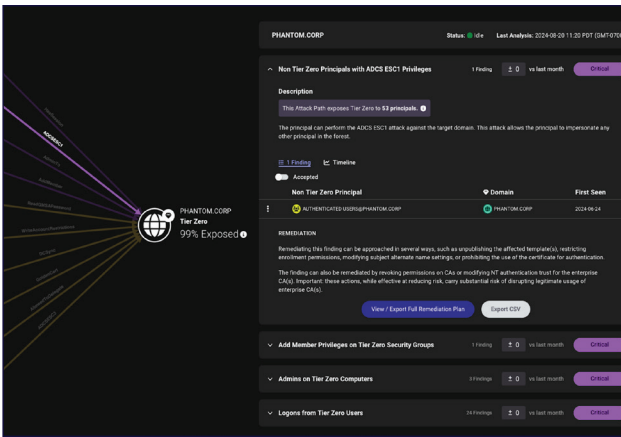 PHANTOM.CORP
Status: Idle Last Analysis: 2024-08-20 11:20 PDT (GMT-070
Non Tier Zero Principals with ADCS ESC1 Privileges
1 Finding
± 0 vs last month
Critical
Description
This Attack Path exposes Tier Zero to 53 principals.
The principal can perform the ADCS ESC1 attack against the target domain. This attack allows the principal to impersonate any
other principal in the forest.
1 Finding
Timeline
Accepted
Non Tier Zero Principal
Domain
First Seen
AUTHENTICATED USERS@PHANTOM.CORP
PHANTOM.CORP
2024-06-24
REMEDIATION
Remediating this finding can be approached in several ways, such as unpublishing the affected template(s), restricting
enrollment permissions, modifying subject alternate name settings, or prohibiting the use of the certificate for authentication.
The finding can also be remediated by revoking permissions on CAs or modifying NT authentication trust for the enterprise
CA(s). Important: these actions, while effective at reducing risk, carry substantial risk of disrupting legitimate usage of
enterprise CA(s).
View / Export Full Remediation Plan
Export CSV
Add Member Privileges on Tier Zero Security Groups
1 Finding
± 0 vs last month
Critical
Admins on Tier Zero Computers
3 Findings
± 0 vs last month
Critical
Logons from Tier Zero Users
24 Findings
± 0 vs last month
Critical
ADCSESC1
PHANTOM.CORP
Tier Zero
99% Exposed